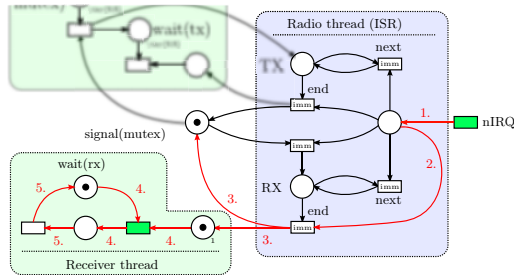 mutex)
wait(tx)
Radio thread (ISR)
TX
next
imm
end
imm
signal(mutex)
1.
nIRQ
2.
imm
wait(rx)
RX
imm
next
5.
4.
3.
end
imm
5.
4.
4.
1
3.
Receiver thread